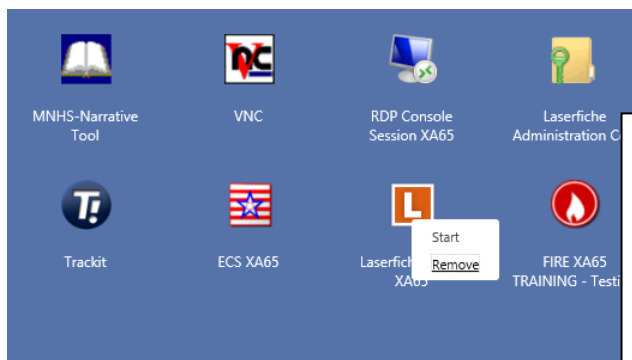 MNHS-Narrative
Tool
VNC
RDP Console
Session XA65
Laserfiche
Administration C
Trackit
ECS XA65
Laserfich
XA65
Start
Remove
FIRE XA65
TRAINING - Testi